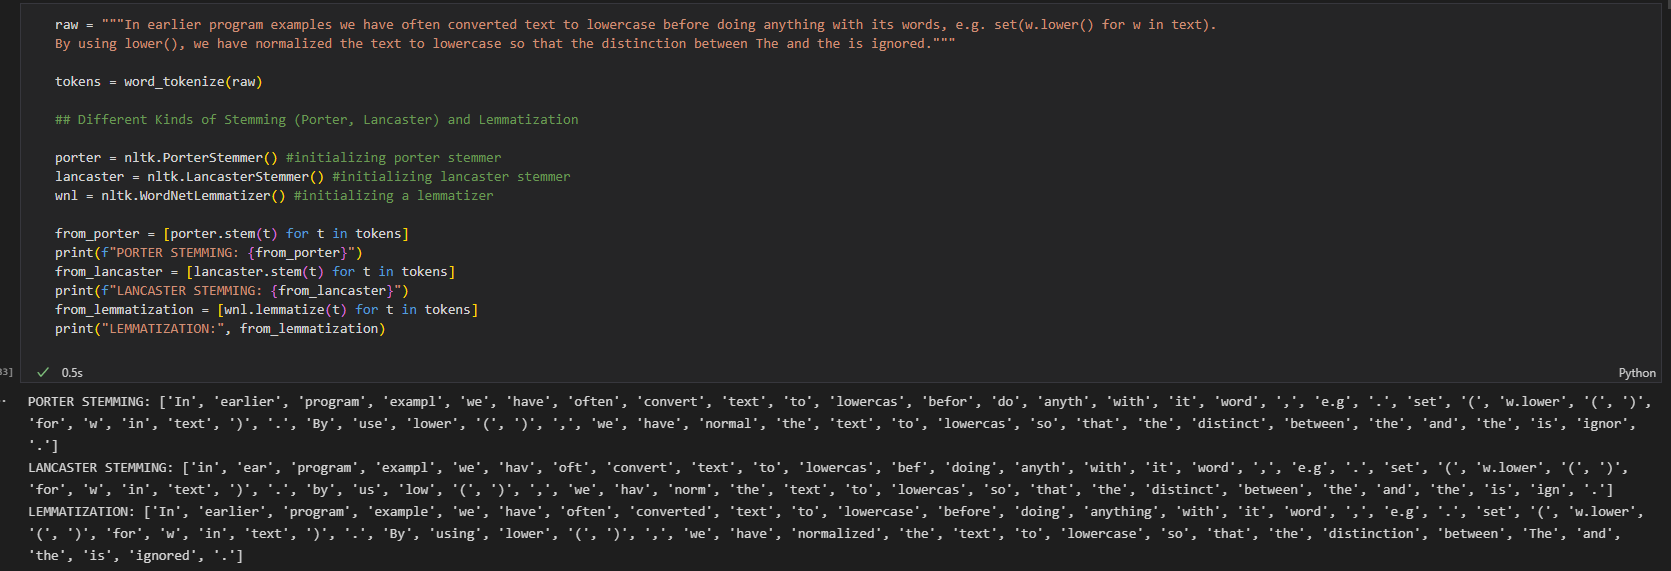 raw = """In earlier program examples we have often converted text to lowercase before doing anything with its words, e.g. set(w.lower() for w in text).
By using lower(), we have normalized the text to lowercase so that the distinction between The and the is ignored."""
tokens = word_tokenize(raw)
## Different Kinds of Stemming (Porter, Lancaster) and Lemmatization
porter = nltk.PorterStemmer() #initializing porter stemmer
lancaster = nltk.LancasterStemmer() #initializing lancaster stemmer
wnl = nltk.WordNetLemmatizer() #initializing a lemmatizer
from_porter = [porter.stem(t) for t in tokens]
print(f"PORTER STEMMING: {from_porter}")
from_lancaster = [lancaster.stem(t) for t in tokens]
print(f"LANCASTER STEMMING: {from_lancaster}")
from_lemmatization = [wnl.lemmatize(t) for t in tokens]
print("LEMMATIZATION:", from_lemmatization)
33] 0.5s Python
PORTER STEMMING: ['In', 'earlier', 'program', 'exampl', 'we', 'have', 'often', 'convert', 'text', 'to', 'lowercas', 'befor', 'do', 'anyth', 'with', 'it', 'word', ',', 'e.g', '.', 'set', '(', 'w.lower', '(', ')',
'for', 'w', 'in', 'text', ')', '.', 'By', 'use', 'lower', '(', ')', ',', 'we', 'have', 'normal', 'the', 'text', 'to', 'lowercas', 'so', 'that', 'the', 'distinct', 'between', 'the', 'and', 'the', 'is', 'ignor',
'.']
LANCASTER STEMMING: ['in', 'ear', 'program', 'exampl', 'we', 'hav', 'oft', 'convert', 'text', 'to', 'lowercas', 'bef', 'doing', 'anyth', 'with', 'it', 'word', ',', 'e.g', '.', 'set', '(', 'w.lower', '(', ')',
'for', 'w', 'in', 'text', ')', '.', 'by', 'us', 'low', '(', ')', ',', 'we', 'hav', 'norm', 'the', 'text', 'to', 'lowercas', 'so', 'that', 'the', 'distinct', 'between', 'the', 'and', 'the', 'is', 'ign', '.']
LEMMATIZATION: ['In', 'earlier', 'program', 'example', 'we', 'have', 'often', 'converted', 'text', 'to', 'lowercase', 'before', 'doing', 'anything', 'with', 'it', 'word', ',', 'e.g', '.', 'set', '(', 'w.lower',
'(', ')', 'for', 'w', 'in', 'text', ')', '.', 'By', 'using', 'lower', '(', ')', ',', 'we', 'have', 'normalized', 'the', 'text', 'to', 'lowercase', 'so', 'that', 'the', 'distinction', 'between', 'The', 'and',
'the', 'is', 'ignored', '.']